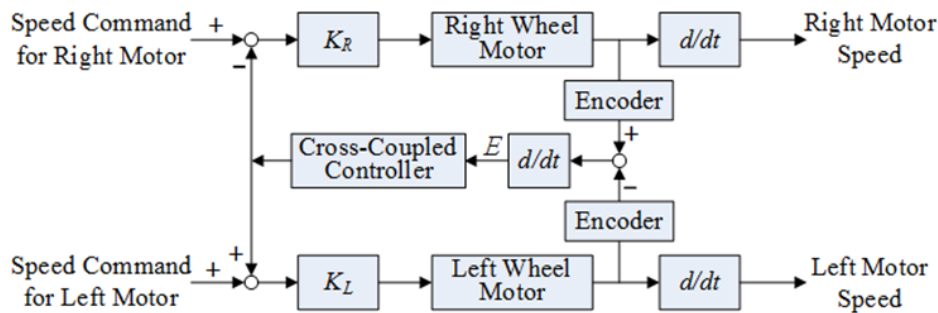 Speed Command
for Right Motor
+
−
K_R
Right Wheel
Motor
d/dt
Right Motor
Speed
Encoder
+
Cross-Coupled
Controller
E
d/dt
−
Encoder
Speed Command
for Left Motor
+
+
K_L
Left Wheel
Motor
d/dt
Left Motor
Speed